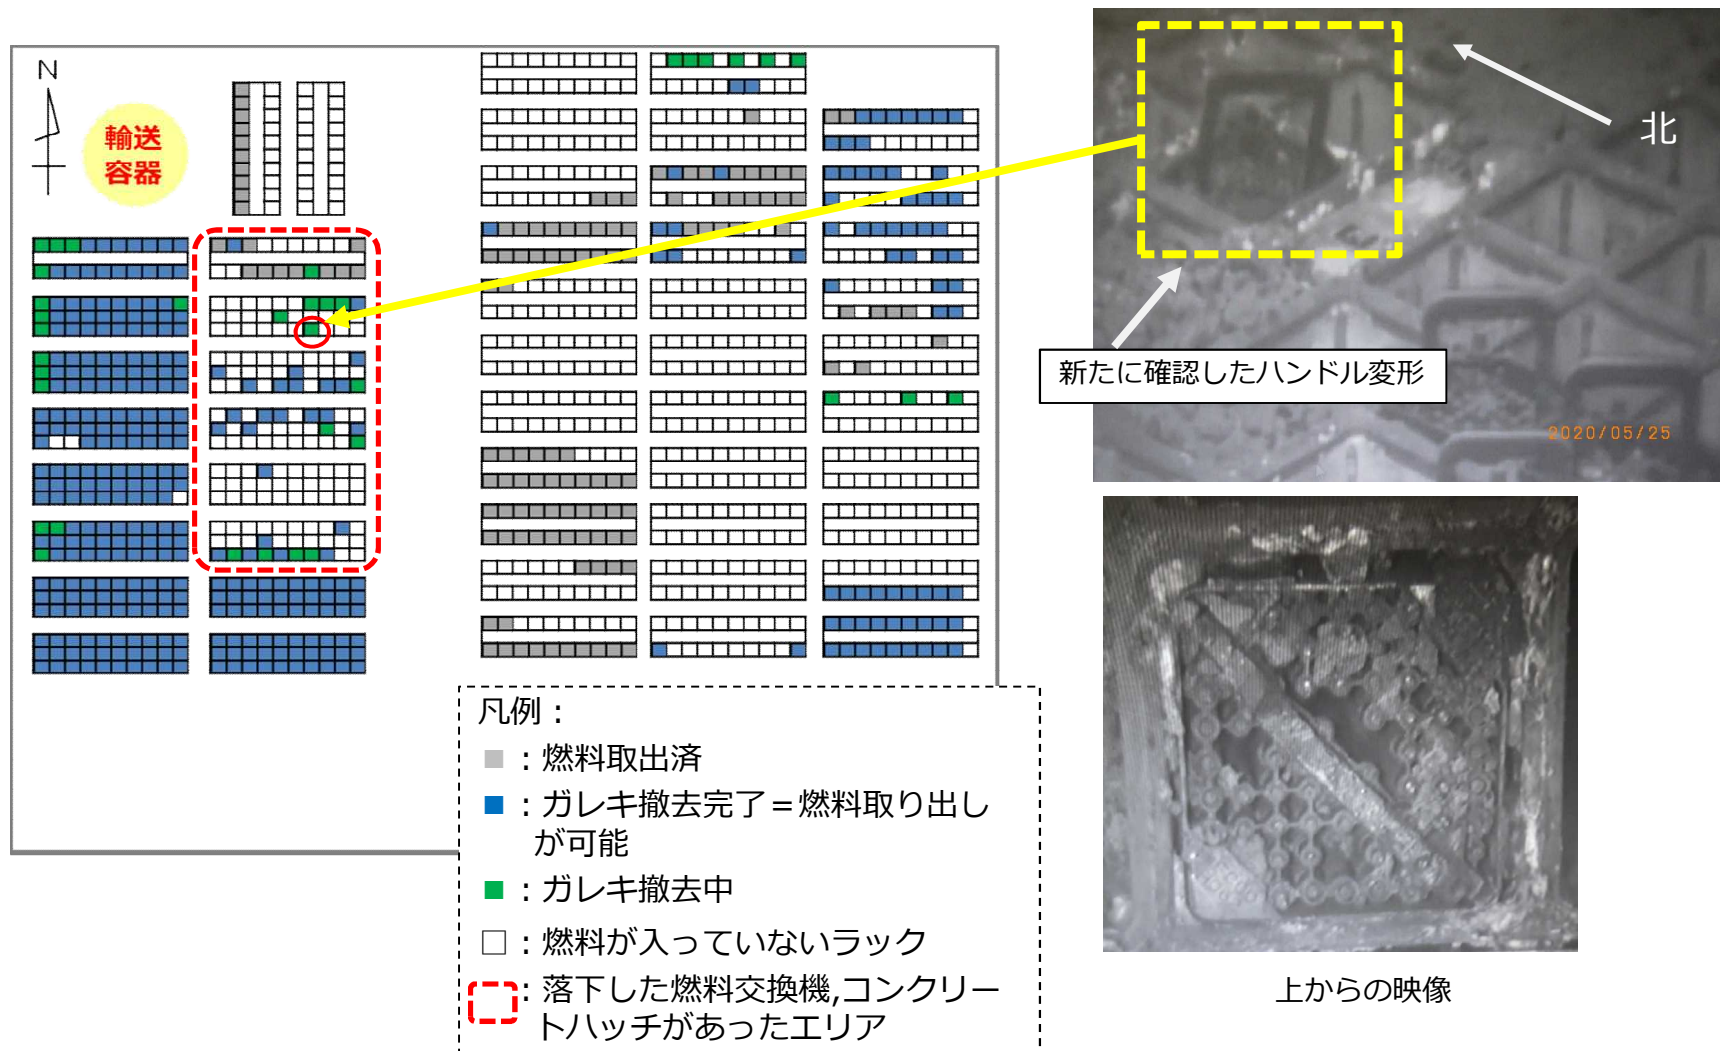 N
輸送
容器
北
新たに確認したハンドル変形
2020/05/25
凡例：
■：燃料取出済
■：ガレキ撤去完了＝燃料取り出し
が可能
■：ガレキ撤去中
□：燃料が入っていないラック
：落下した燃料交換機,コンクリー
トハッチがあったエリア
上からの映像